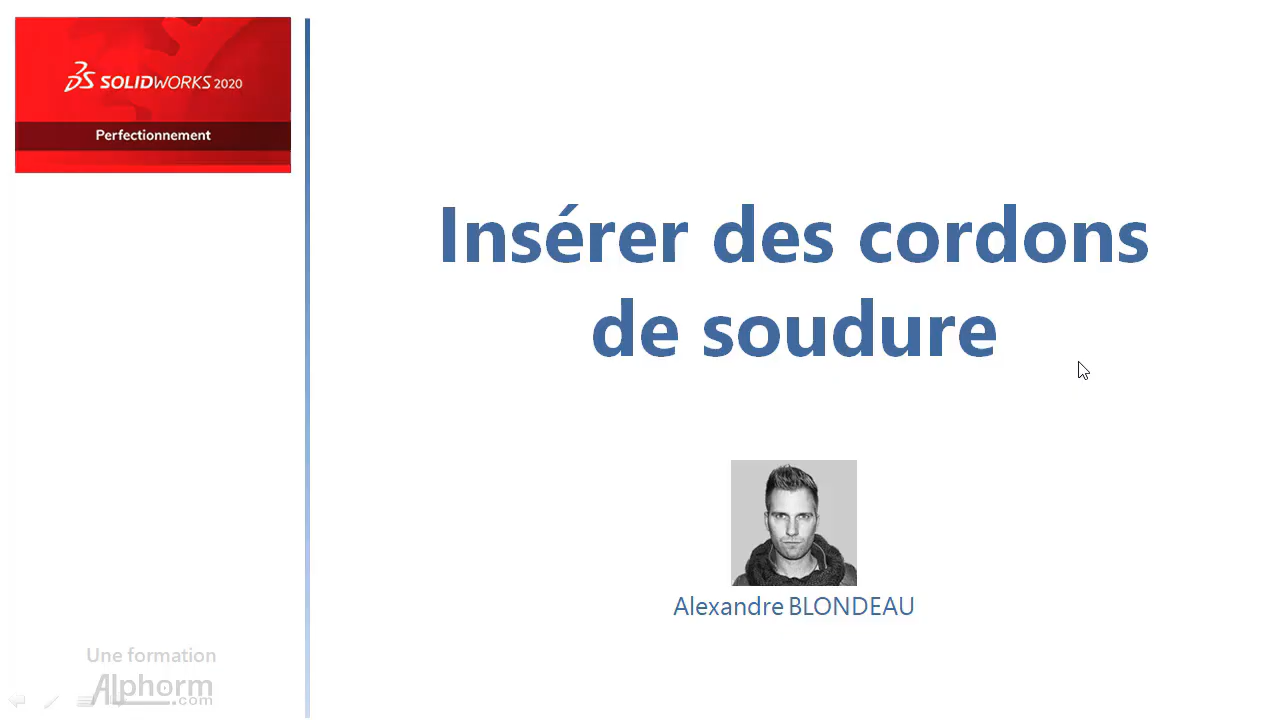 SOLIDWORKS 2020
Perfectionnement
Insérer des cordons
de soudure
Alexandre BLONDEAU
Une formation
Alphorm
.com